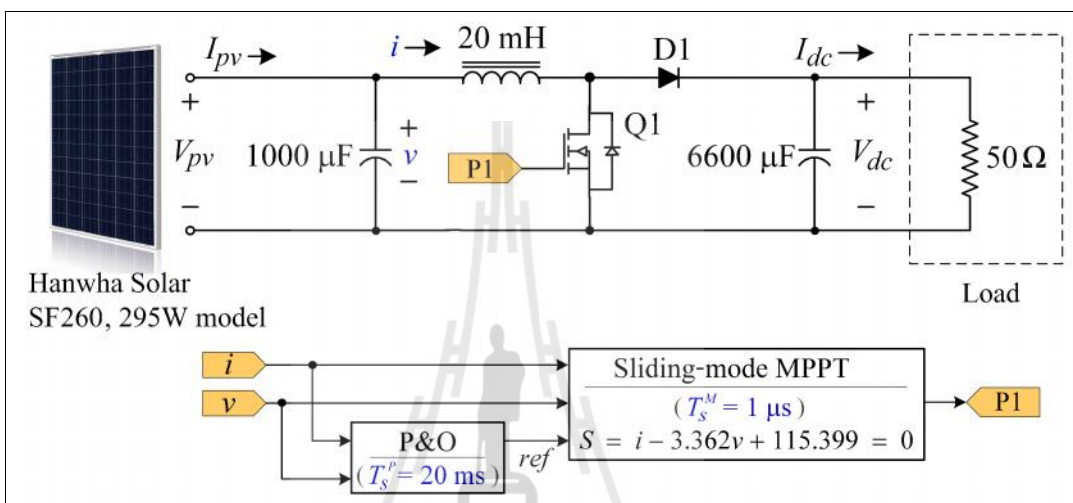 I_pv → i → 20 mH D1 I_dc →
+ + +
V_pv 1000 µF v P1 Q1 6600 µF V_dc 50 Ω
− − −
Hanwha Solar
SF260, 295W model
Load
i
v
P&O
(T_s^P = 20 ms)
ref
Sliding-mode MPPT
(T_s^M = 1 µs)
S = i − 3.362v + 115.399 = 0
P1